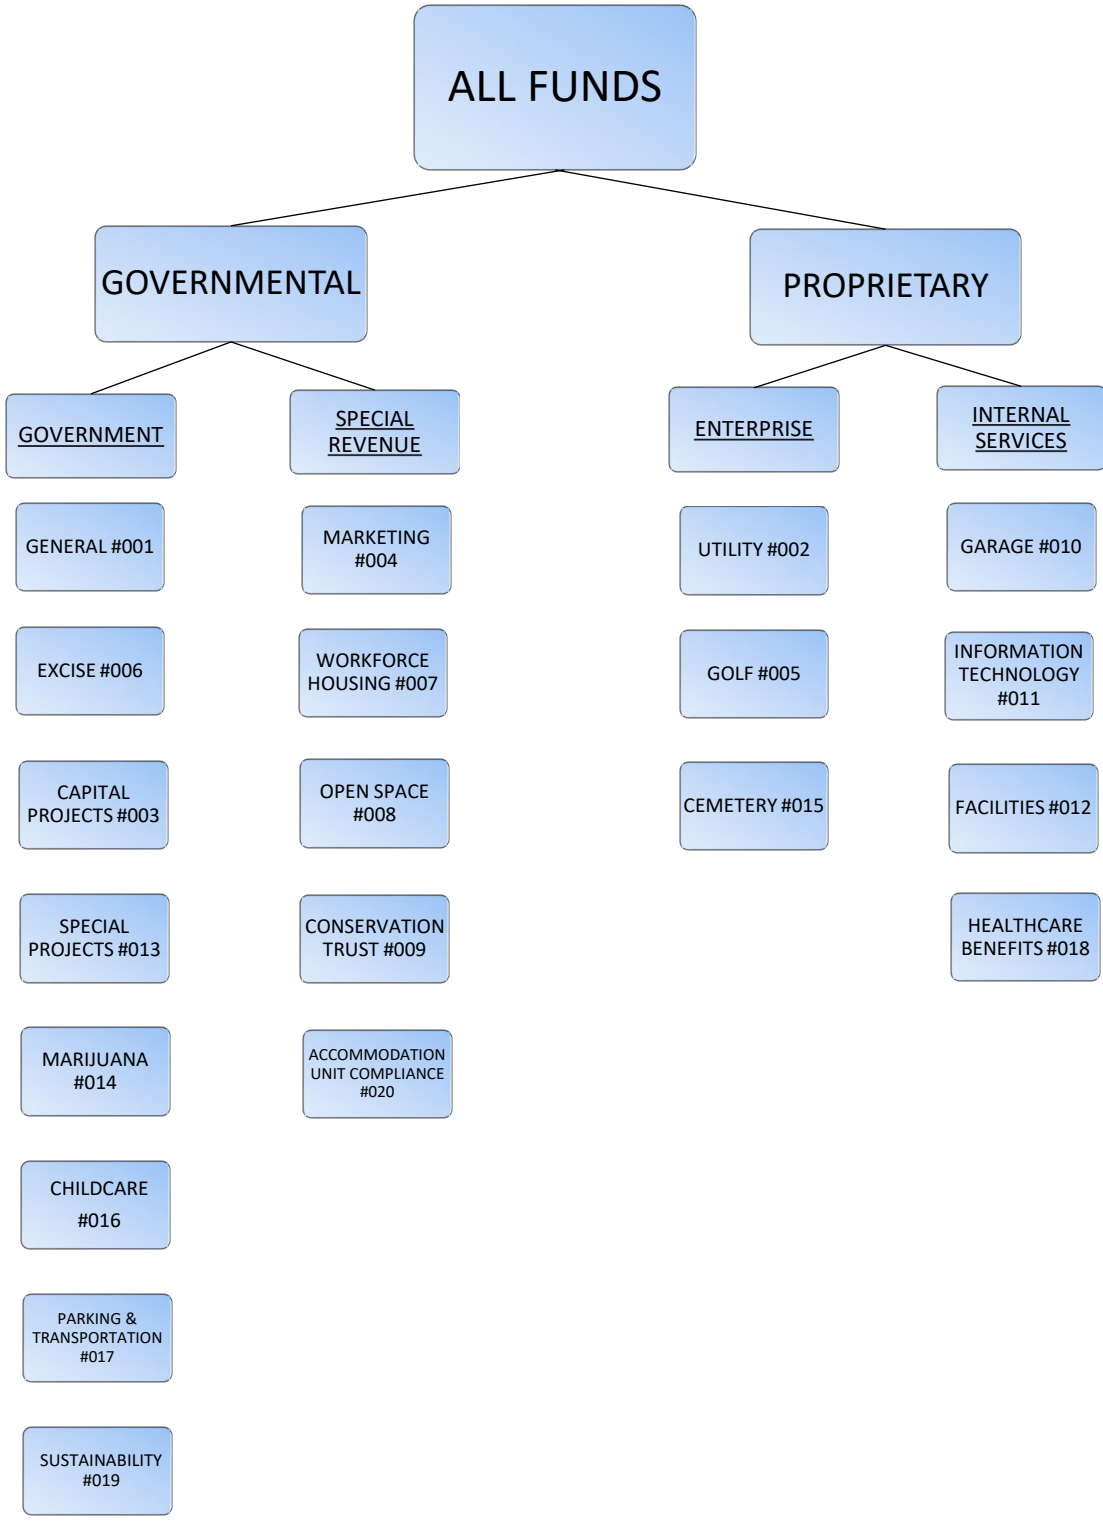 ALL FUNDS
GOVERNMENTAL
PROPRIETARY
GOVERNMENT
SPECIAL
REVENUE
ENTERPRISE
INTERNAL
SERVICES
GENERAL #001
MARKETING
#004
UTILITY #002
GARAGE #010
EXCISE #006
WORKFORCE
HOUSING #007
GOLF #005
INFORMATION
TECHNOLOGY
#011
CAPITAL
PROJECTS #003
OPEN SPACE
#008
CEMETERY #015
FACILITIES #012
SPECIAL
PROJECTS #013
CONSERVATION
TRUST #009
HEALTHCARE
BENEFITS #018
MARIJUANA
#014
ACCOMMODATION
UNIT COMPLIANCE
#020
CHILDCARE
#016
PARKING &
TRANSPORTATION
#017
SUSTAINABILITY
#019